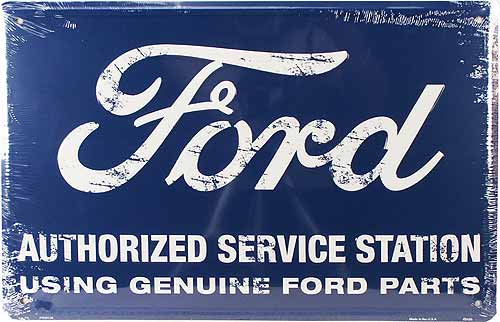 Ford
AUTHORIZED SERVICE STATION
USING GENUINE FORD PARTS